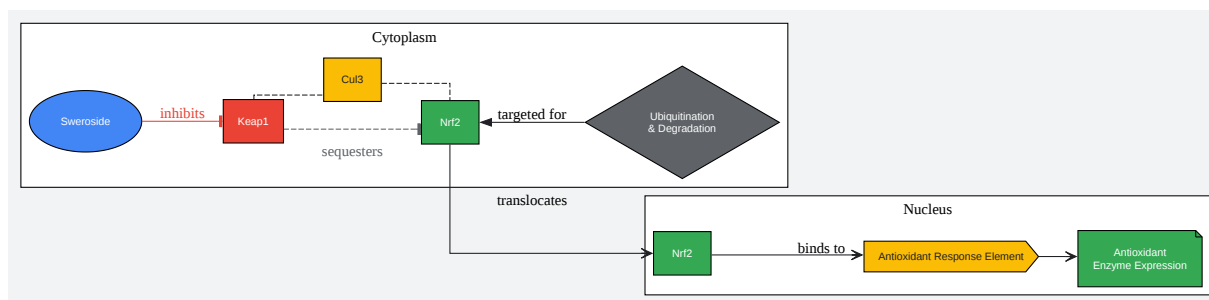 Cytoplasm
Cul3
Sweroside
inhibits
Keap1
sequesters
Nrf2
targeted for
Ubiquitination
& Degradation
translocates
Nucleus
Nrf2
binds to
Antioxidant Response Element
Antioxidant
Enzyme Expression